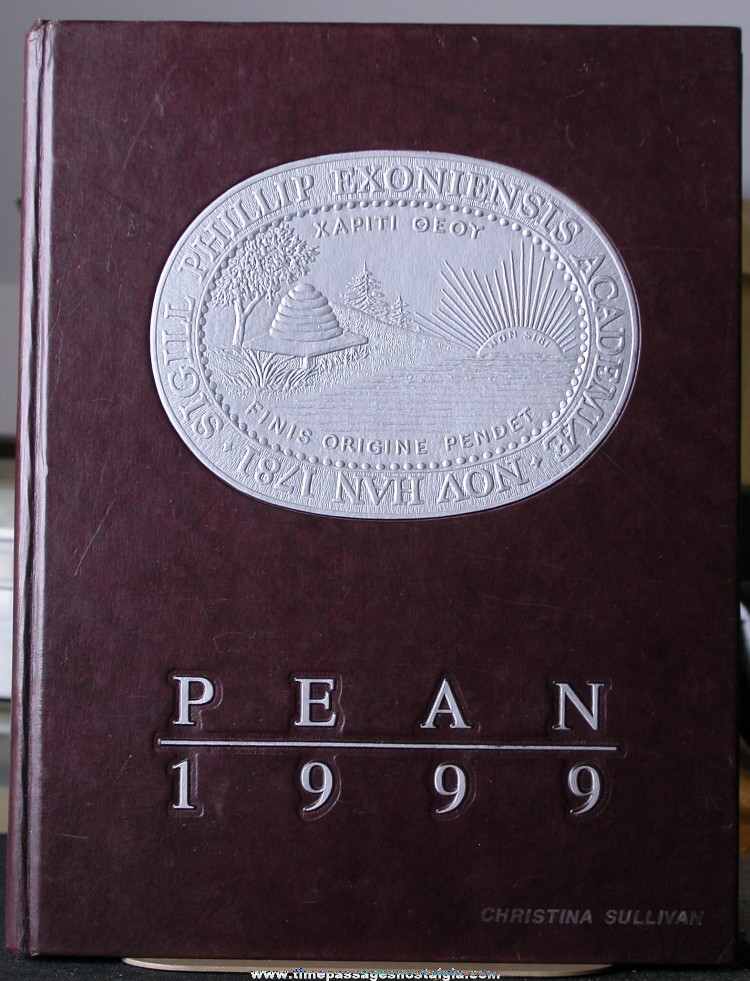 SIGILL PHILLIP EXONIENSIS ACADEMIÆ · NOV HAN 1781 ·
ΧΑΡΙΤΙ ΘΕΟΥ
NON SIBI
FINIS ORIGINE PENDET
PEAN
1999
CHRISTINA SULLIVAN
www.timepassagesnostalgia.com